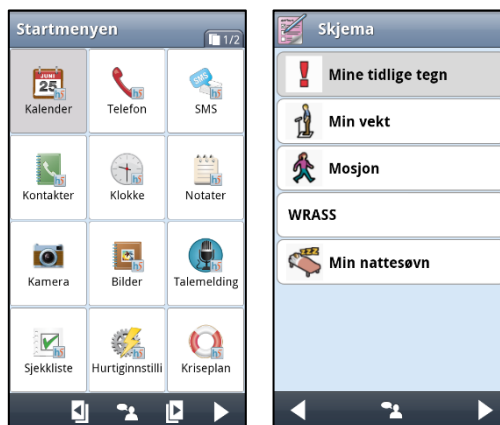 Startmenyen
1/2
JUNI
25
Kalender
Telefon
SMS
SMS
Kontakter
Klokke
Notater
Kamera
Bilder
Talemelding
Sjekkliste
Hurtiginnstilli
Kriseplan
Skjema
Mine tidlige tegn
Min vekt
Mosjon
WRASS
Min nattesøvn